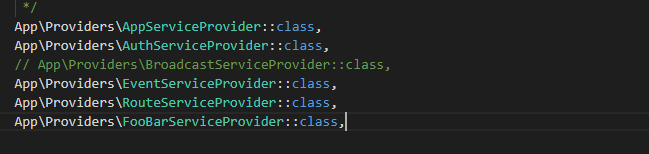 */
App\Providers\AppServiceProvider::class,
App\Providers\AuthServiceProvider::class,
// App\Providers\BroadcastServiceProvider::class,
App\Providers\EventServiceProvider::class,
App\Providers\RouteServiceProvider::class,
App\Providers\FooBarServiceProvider::class,